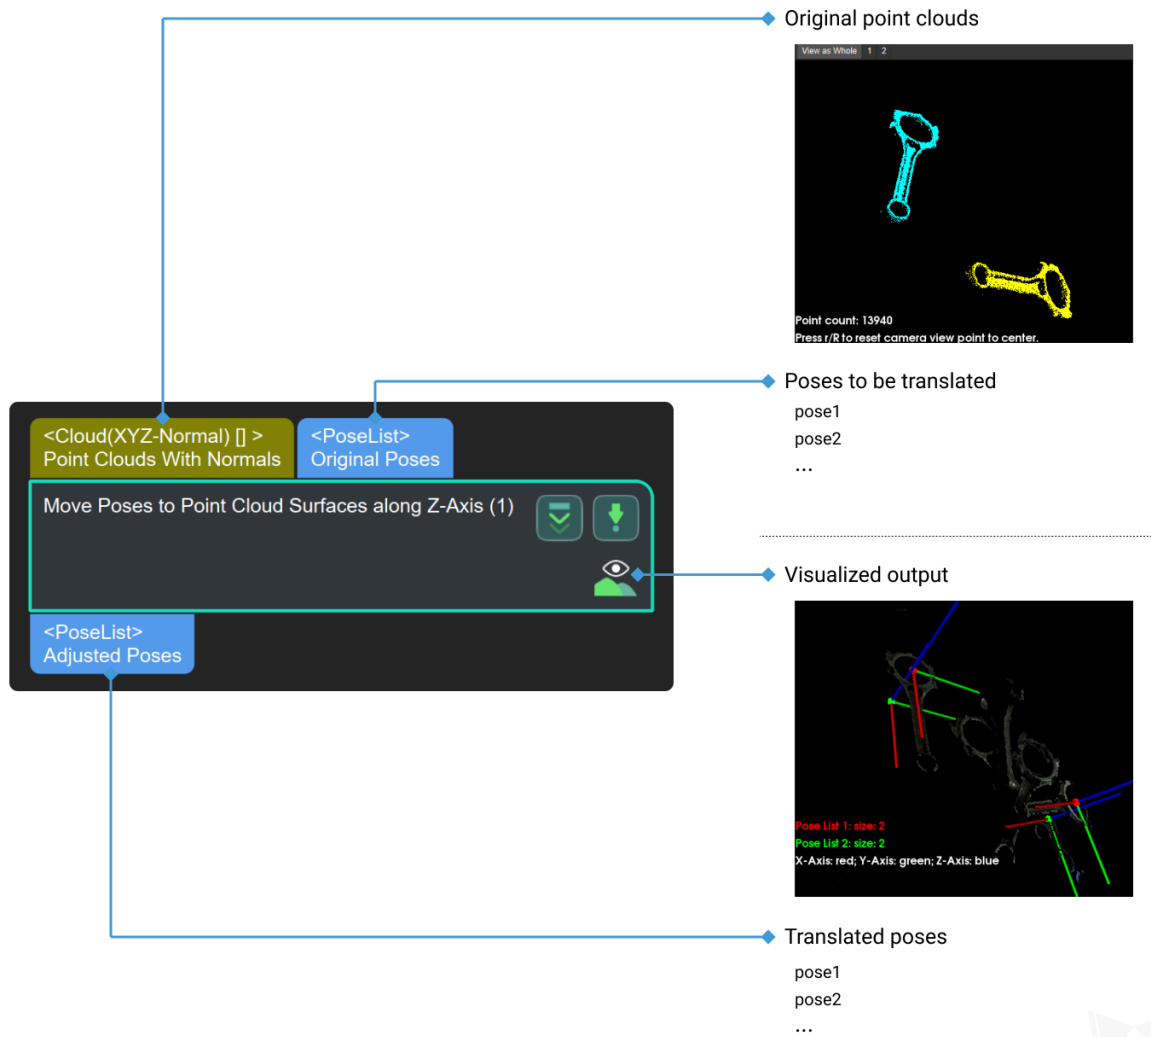 Original point clouds
View as Whole 1 2
Point count: 13940
Press r/R to reset camera view point to center.
Poses to be translated
pose1
pose2
...
<Cloud(XYZ-Normal) [] >
Point Clouds With Normals
<PoseList>
Original Poses
Move Poses to Point Cloud Surfaces along Z-Axis (1)
<PoseList>
Adjusted Poses
Visualized output
Pose List 1: size: 2
Pose List 2: size: 2
X-Axis: red; Y-Axis: green; Z-Axis: blue
Translated poses
pose1
pose2
...